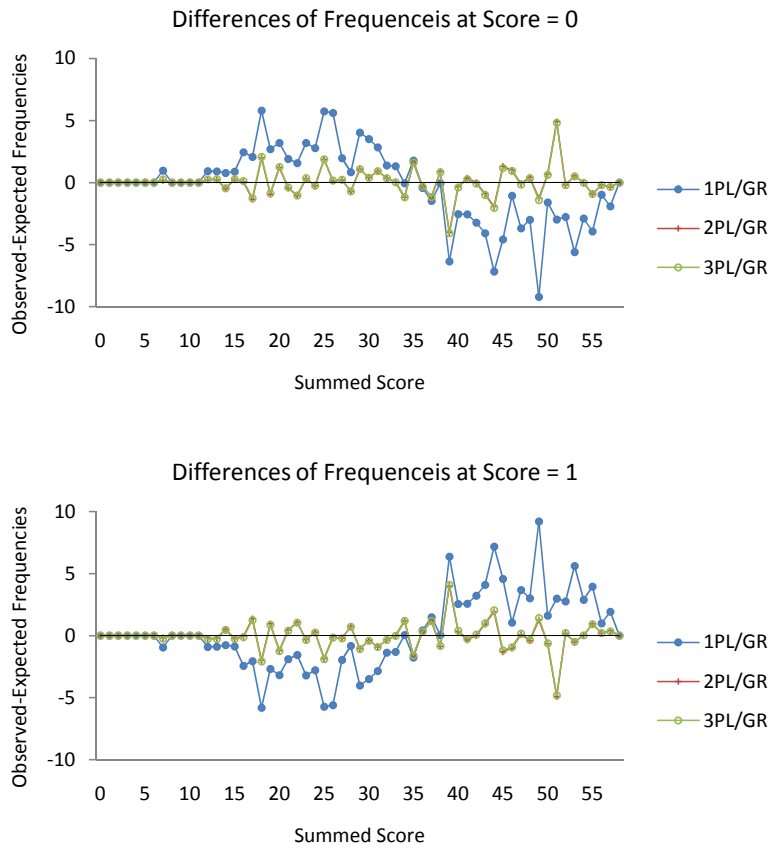 Differences of Frequenceis at Score = 0
10
5
0
-5
-10
Observed-Expected Frequencies
0 5 10 15 20 25 30 35 40 45 50 55
Summed Score
1PL/GR
2PL/GR
3PL/GR
Differences of Frequenceis at Score = 1
10
5
0
-5
-10
Observed-Expected Frequencies
0 5 10 15 20 25 30 35 40 45 50 55
Summed Score
1PL/GR
2PL/GR
3PL/GR